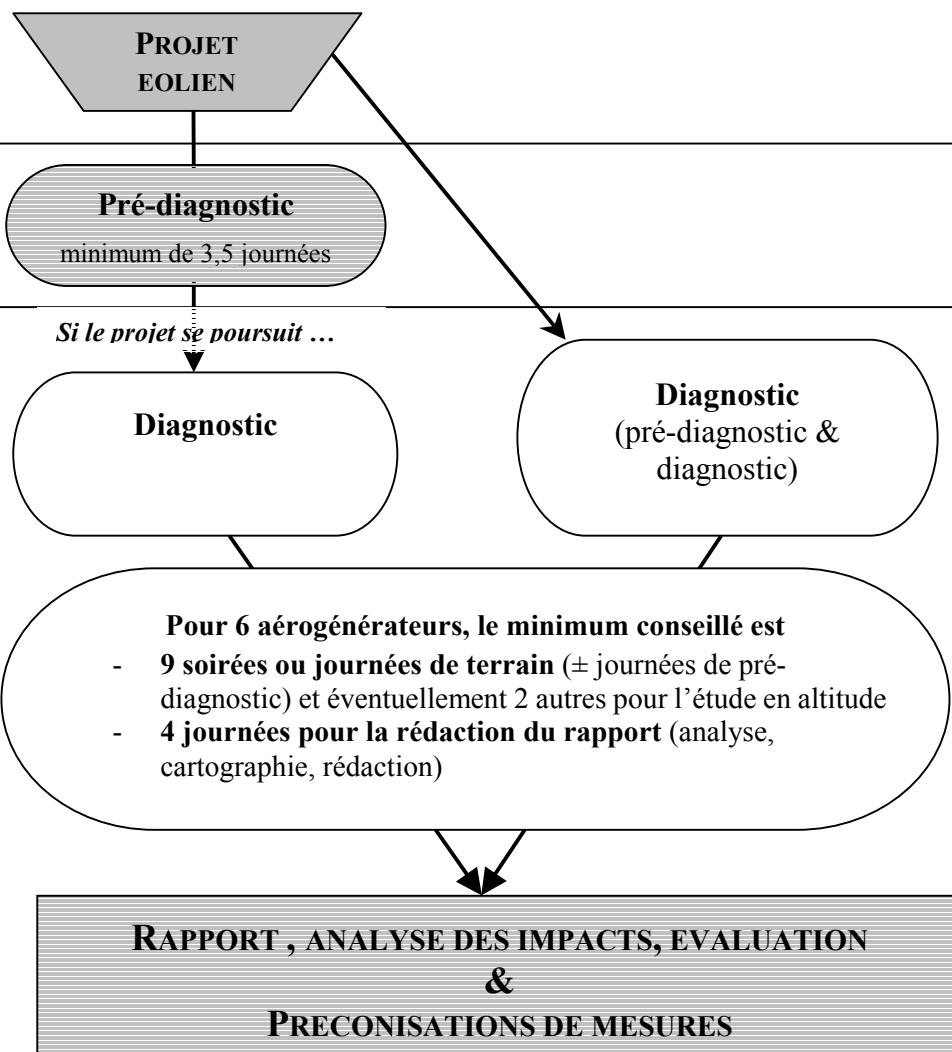 PROJET
EOLIEN
Pré-diagnostic
minimum de 3,5 journées
Si le projet se poursuit …
Diagnostic
Diagnostic
(pré-diagnostic &
diagnostic)
Pour 6 aérogénérateurs, le minimum conseillé est
- 9 soirées ou journées de terrain (± journées de pré-
diagnostic) et éventuellement 2 autres pour l’étude en altitude
- 4 journées pour la rédaction du rapport (analyse,
cartographie, rédaction)
RAPPORT , ANALYSE DES IMPACTS, EVALUATION
&
PRECONISATIONS DE MESURES